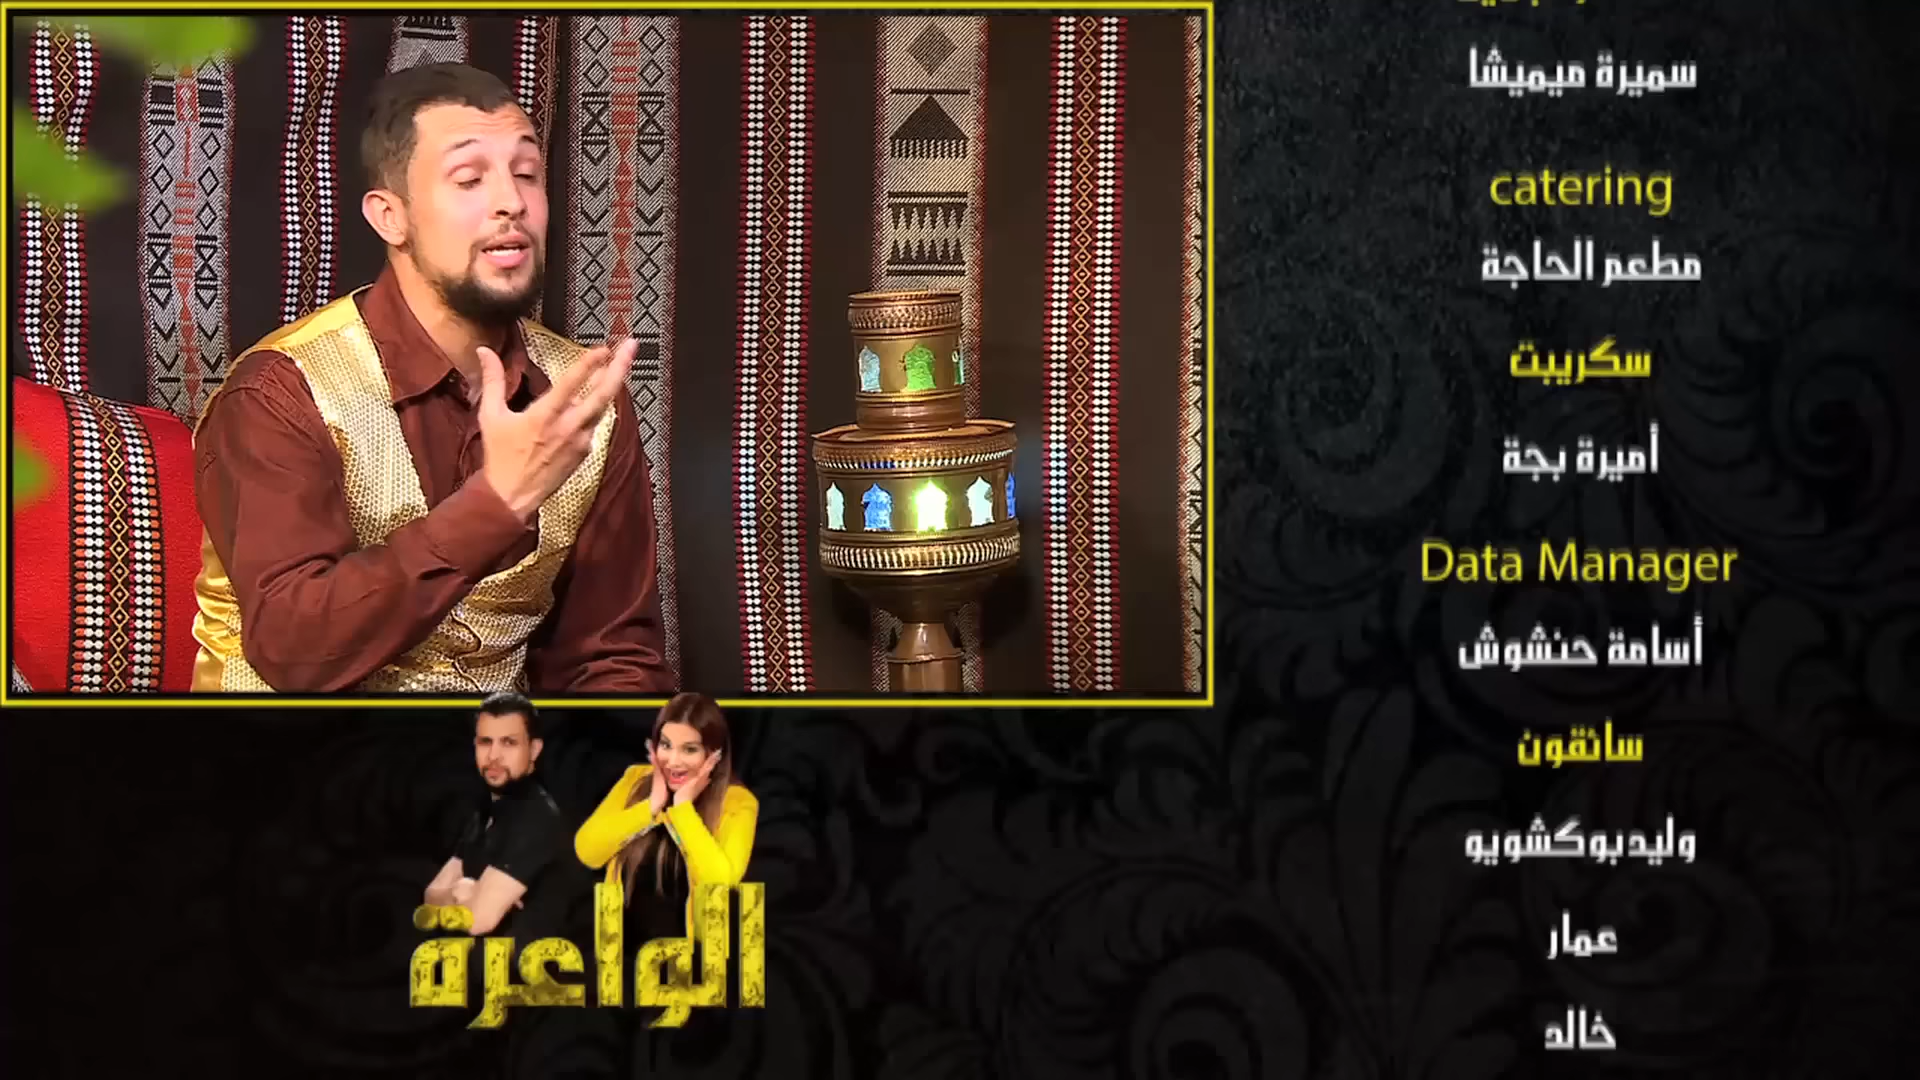 سميرة ميميشا
catering
مطعم الحاجة
سكريبت
أميرة بجة
Data Manager
أسامة حنشوش
سائقون
وليدبوكشويو
عمار
خالد
الواعرة